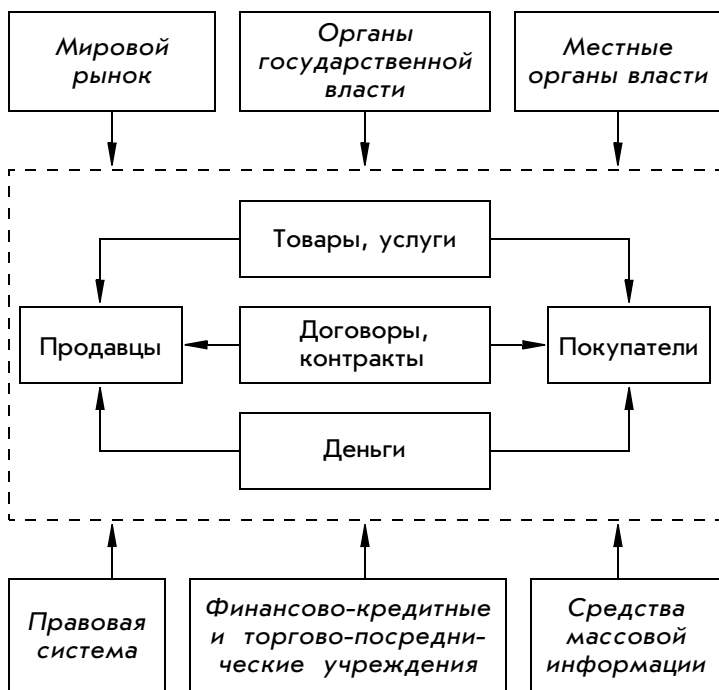 Мировой
рынок
Органы
государственной
власти
Местные
органы власти
Товары, услуги
Продавцы
Договоры,
контракты
Покупатели
Деньги
Правовая
система
Финансово-кредитные
и торгово-посредни-
ческие учреждения
Средства
массовой
информации